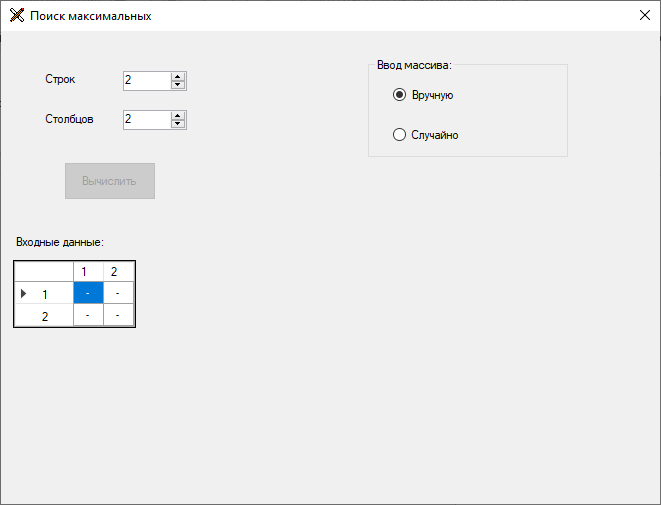 Поиск максимальных
Строк 2
Столбцов 2
Ввод массива:
Вручную
Случайно
Вычислить
Входные данные:
1 2
1 - -
2 - -